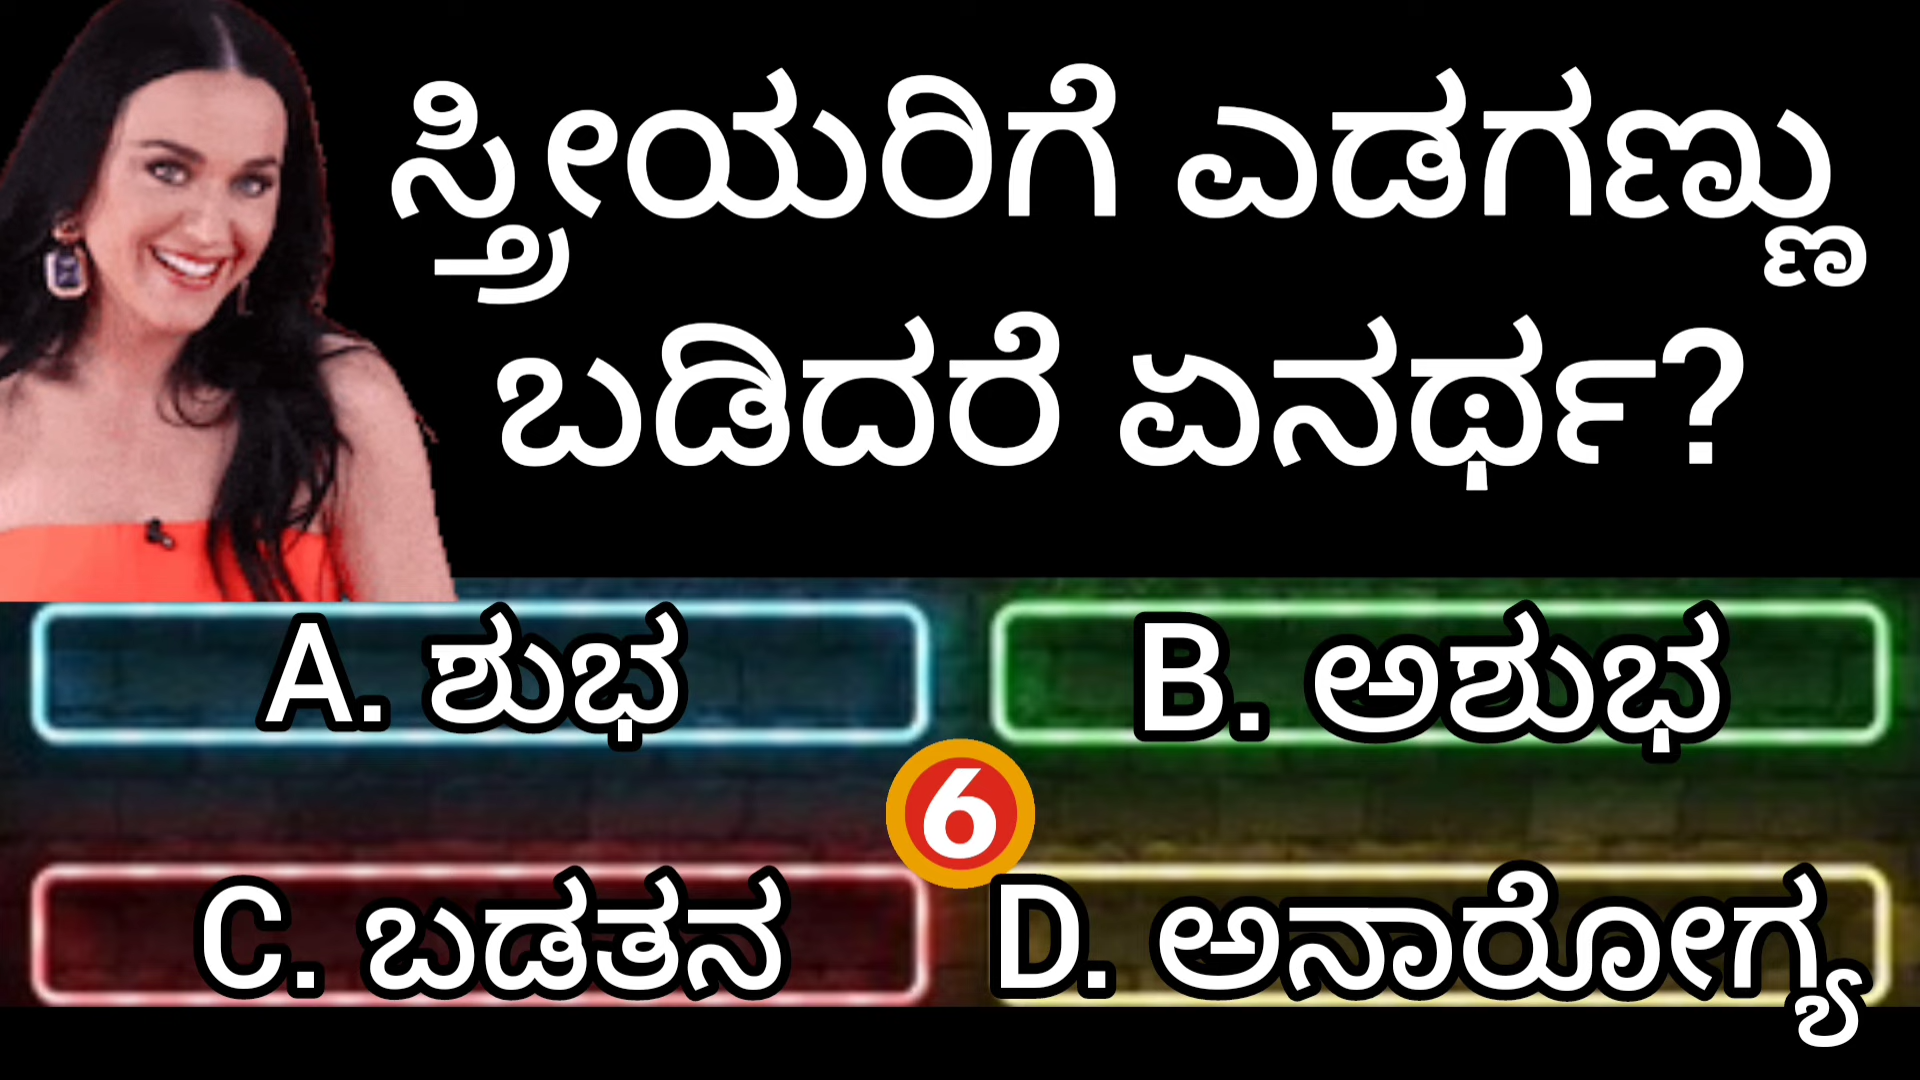 ಸ್ತ್ರೀಯರಿಗೆ ಎಡಗಣ್ಣು
ಬಡಿದರೆ ಏನರ್ಥ?
A. ಶುಭ
B. ಅಶುಭ
6
C. ಬಡತನ
D. ಅನಾರೋಗ್ಯ